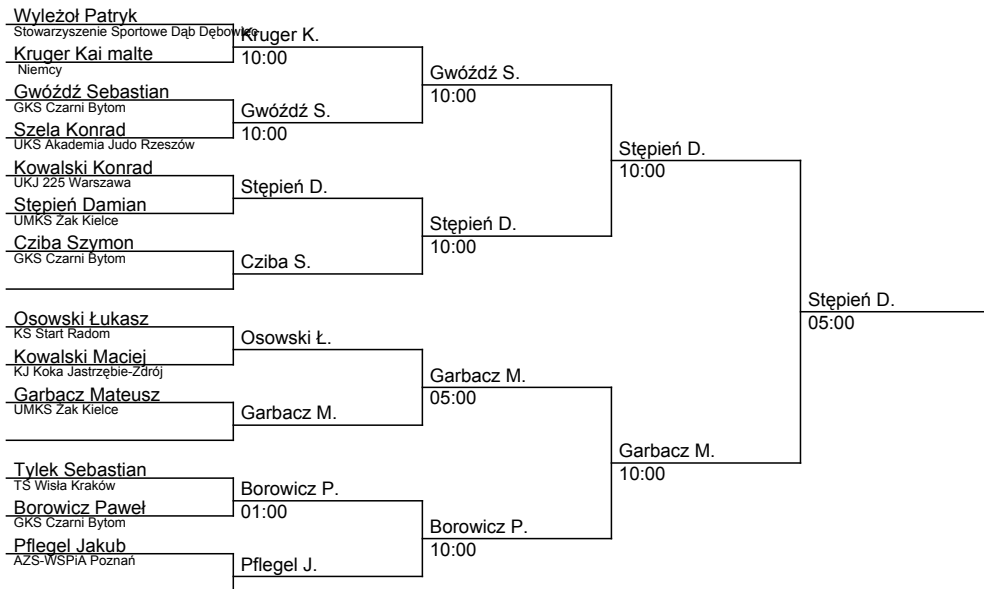 Wyleżoł Patryk
Stowarzyszenie Sportowe Dąb Dębowiec
Kruger Kai malte
Niemcy
Gwóźdź Sebastian
GKS Czarni Bytom
Szela Konrad
UKS Akademia Judo Rzeszów
Kowalski Konrad
UKJ 225 Warszawa
Stępień Damian
UMKS Żak Kielce
Cziba Szymon
GKS Czarni Bytom
Osowski Łukasz
KS Start Radom
Kowalski Maciej
KJ Koka Jastrzębie-Zdrój
Garbacz Mateusz
UMKS Żak Kielce
Tylek Sebastian
TS Wisła Kraków
Borowicz Paweł
GKS Czarni Bytom
Pflegel Jakub
AZS-WSPiA Poznań
Kruger K.
10:00
Gwóźdź S.
10:00
Stępień D.
Cziba S.
Osowski Ł.
Garbacz M.
Borowicz P.
01:00
Pflegel J.
Gwóźdź S.
10:00
Stępień D.
10:00
Garbacz M.
05:00
Borowicz P.
10:00
Stępień D.
10:00
Garbacz M.
10:00
Stępień D.
05:00